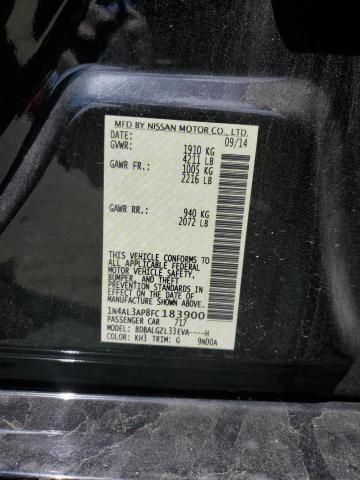 MFD BY NISSAN MOTOR CO., LTD.
DATE: 09/14
GVWR: 1910 KG
4211 LB
GAWR FR.: 1005 KG
2216 LB
GAWR RR.: 940 KG
2072 LB
THIS VEHICLE CONFORMS TO ALL
APPLICABLE FEDERAL
MOTOR VEHICLE SAFETY,
BUMPER, AND THEFT
PREVENTION STANDARDS IN
EFFECT ON THE DATE OF
MANUFACTURE SHOWN ABOVE.
1N4AL3AP8FC183900
PASSENGER CAR 717
MODEL: BDBALGZL33EVA-----H
COLOR: KH3 TRIM: G 9N00A